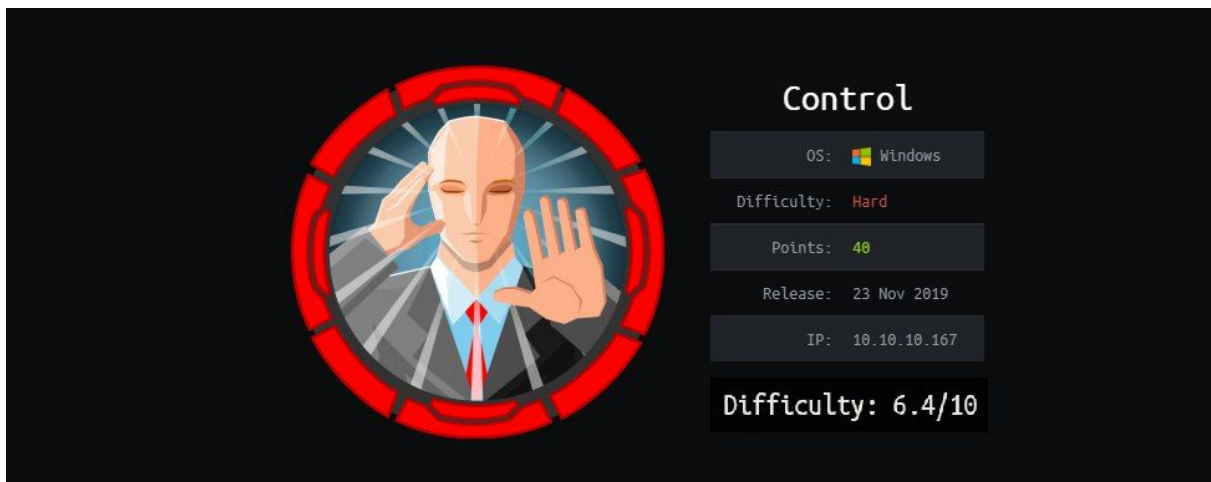 Control
OS: Windows
Difficulty: Hard
Points: 40
Release: 23 Nov 2019
IP: 10.10.10.167
Difficulty: 6.4/10